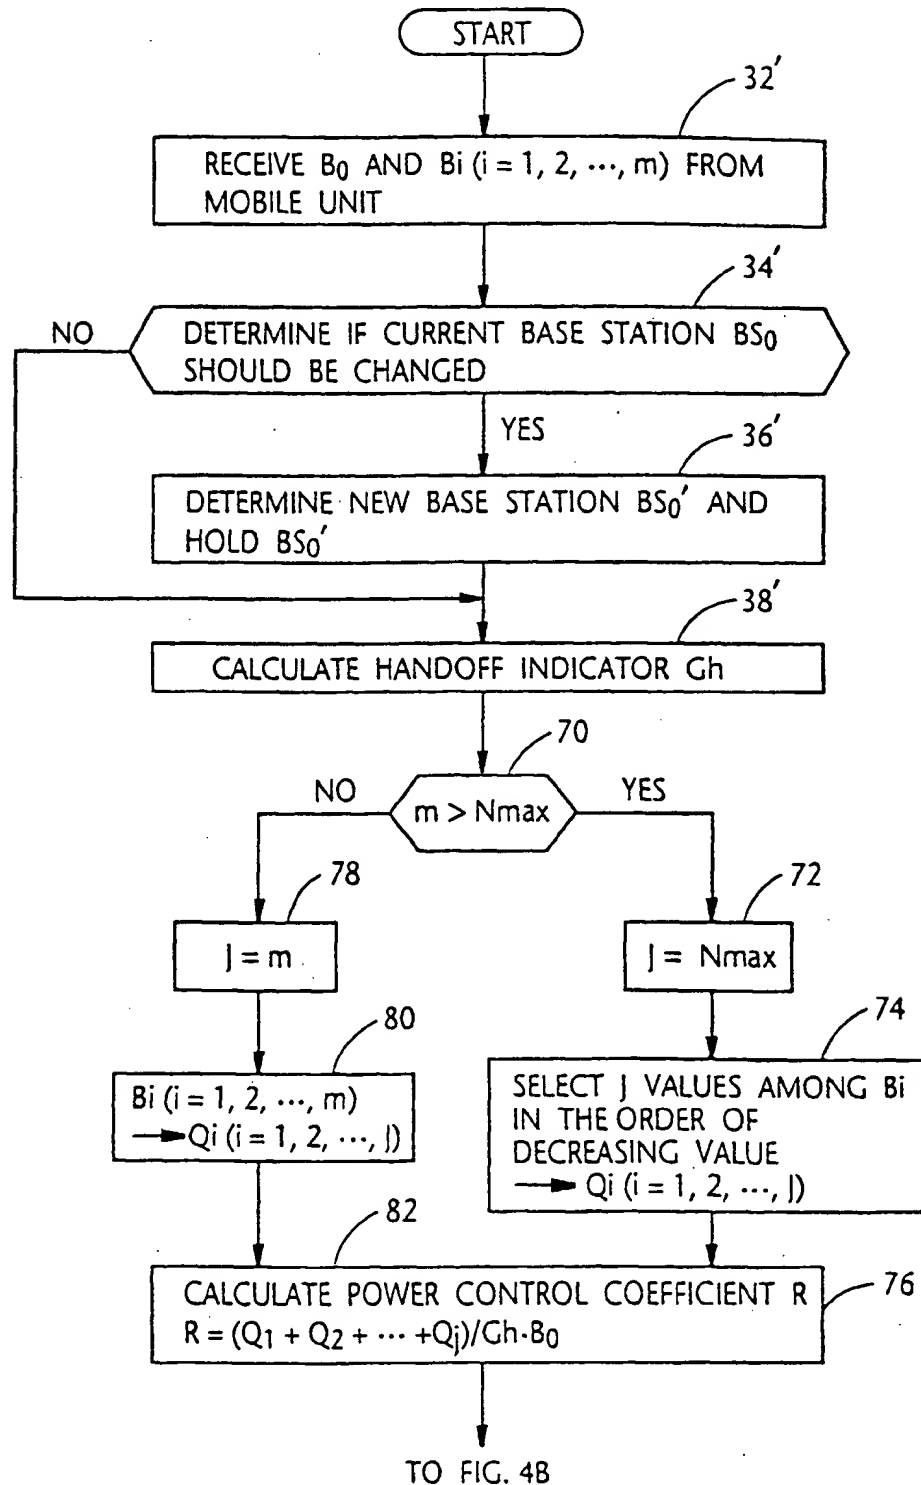 START
32'
RECEIVE B0 AND Bi (i = 1, 2, ···, m) FROM
MOBILE UNIT
34'
NO
DETERMINE IF CURRENT BASE STATION BS0
SHOULD BE CHANGED
YES
36'
DETERMINE NEW BASE STATION BS0' AND
HOLD BS0'
38'
CALCULATE HANDOFF INDICATOR Gh
70
NO
m > Nmax
YES
78
72
J = m
J = Nmax
80
74
Bi (i = 1, 2, ···, m)
→ Qi (i = 1, 2, ···, J)
SELECT J VALUES AMONG Bi
IN THE ORDER OF
DECREASING VALUE
→ Qi (i = 1, 2, ···, J)
82
76
CALCULATE POWER CONTROL COEFFICIENT R
R = (Q1 + Q2 + ··· +Qj)/Gh·B0
TO FIG. 4B